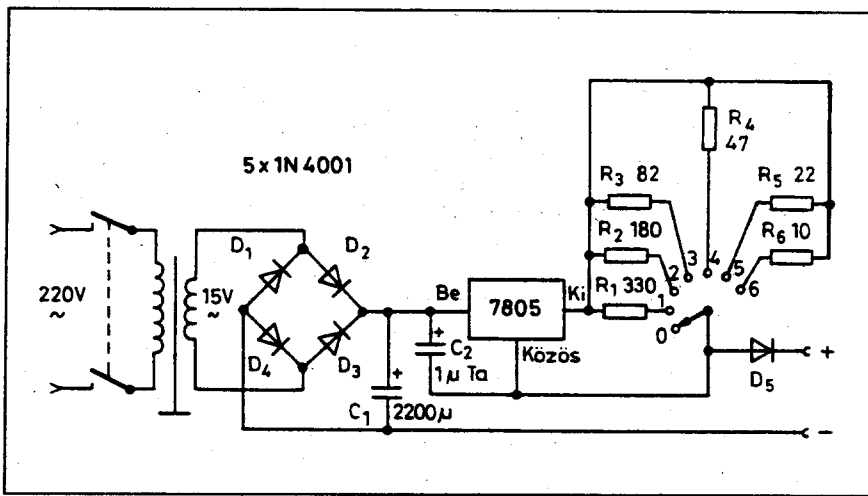 5 x 1N 4001
220V
~
15V
~
D1
D2
D3
D4
C1
2200µ
C2
1µ Ta
Be
7805
Ki
Közös
R1 330
R2 180
R3 82
R4
47
R5 22
R6 10
0
1
2
3
4
5
6
D5
+
-
+
+